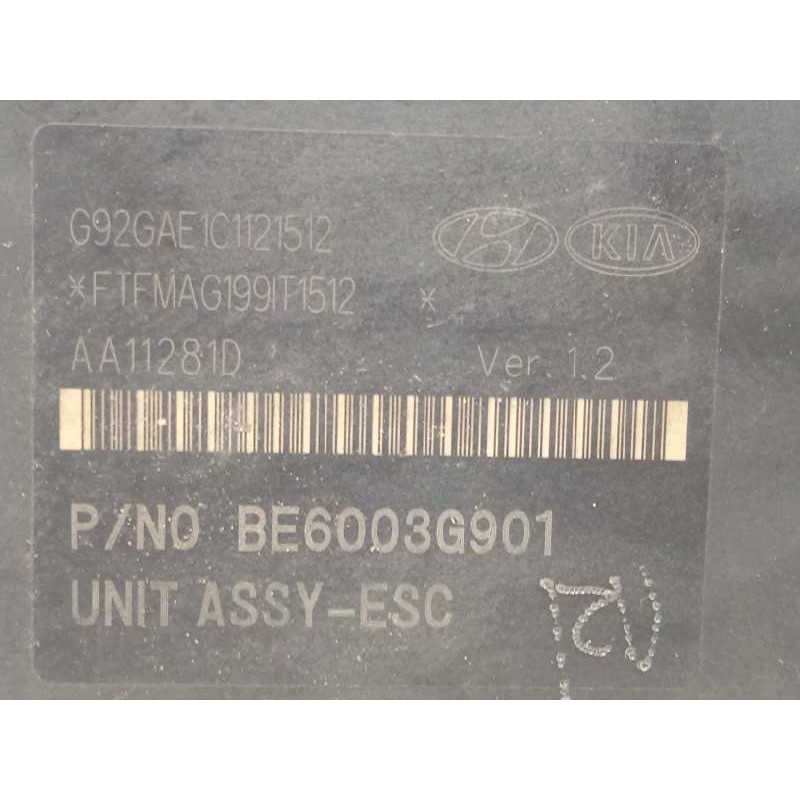 G92GAE1C1121512
KIA
*FTFMAG199IT1512 *
AA11281D Ver. 1.2
P/NO BE6003G901
UNIT ASSY-ESC